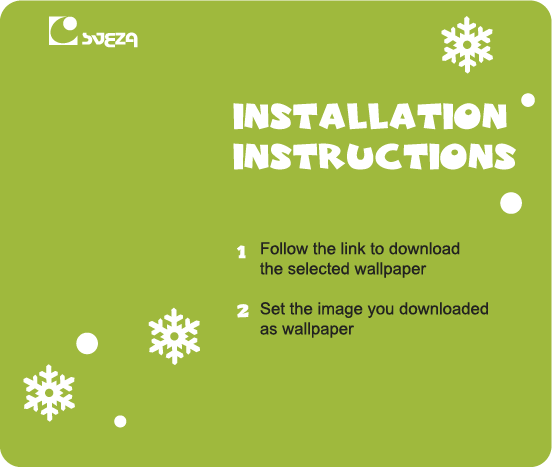 SVEZA
INSTALLATION
INSTRUCTIONS
1 Follow the link to download
the selected wallpaper
2 Set the image you downloaded
as wallpaper